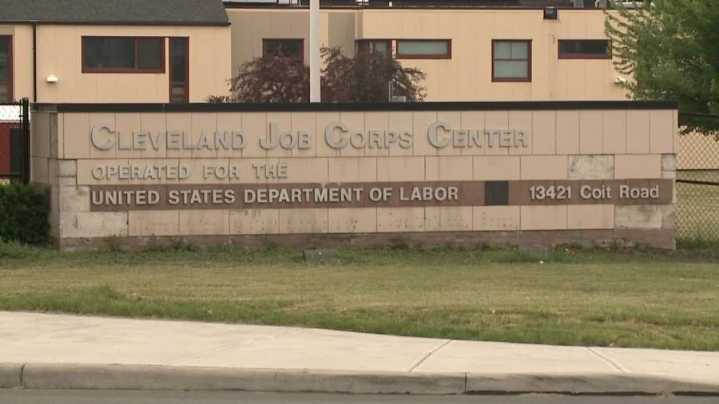 CLEVELAND JOB CORPS CENTER
OPERATED FOR THE
UNITED STATES DEPARTMENT OF LABOR 13421 Coit Road